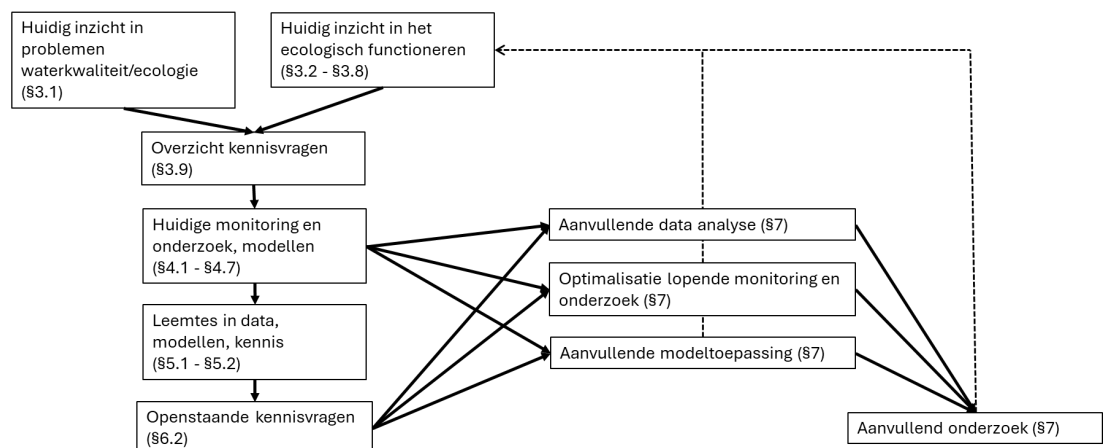 Huidig inzicht in
problemen
waterkwaliteit/ecologie
(§3.1)
Huidig inzicht in het
ecologisch functioneren
(§3.2 - §3.8)
Overzicht kennisvragen
(§3.9)
Huidige monitoring en
onderzoek, modellen
(§4.1 - §4.7)
Leemtes in data,
modellen, kennis
(§5.1 - §5.2)
Openstaande kennisvragen
(§6.2)
Aanvullende data analyse (§7)
Optimalisatie lopende monitoring en
onderzoek (§7)
Aanvullende modeltoepassing (§7)
Aanvullend onderzoek (§7)